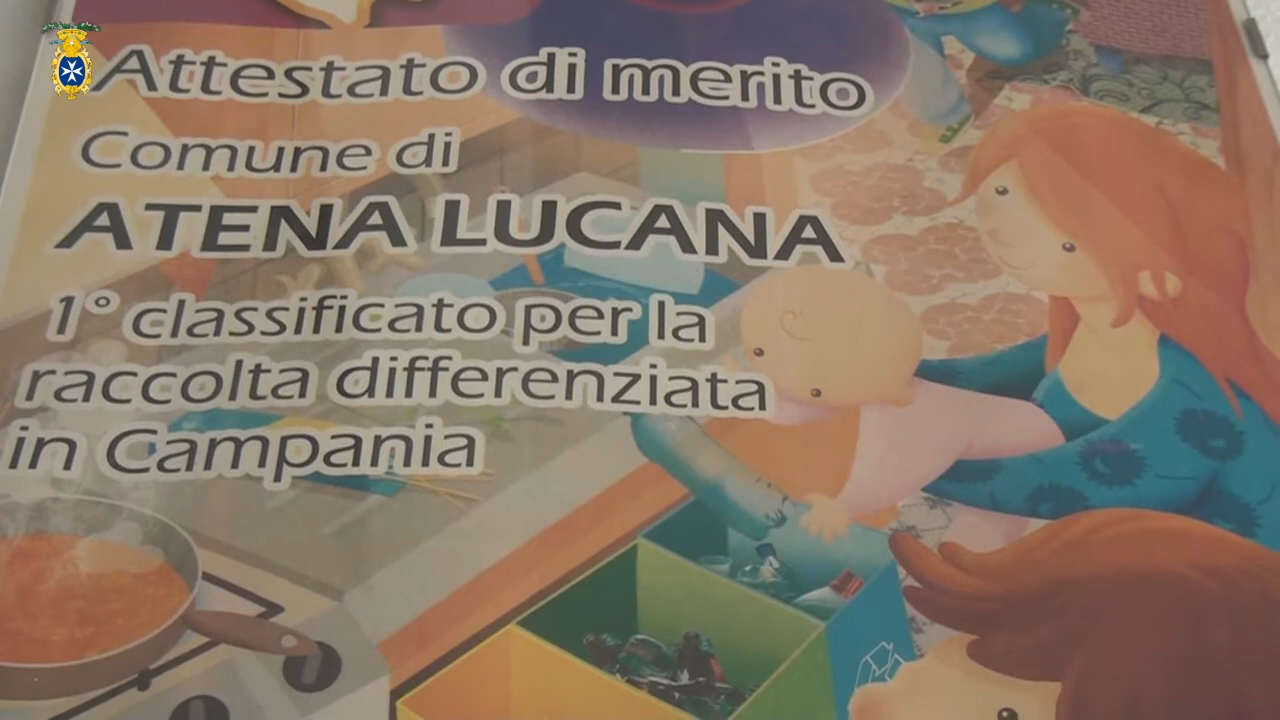 Attestato di merito
Comune di
ATENA LUCANA
1° classificato per la
raccolta differenziata
in Campania